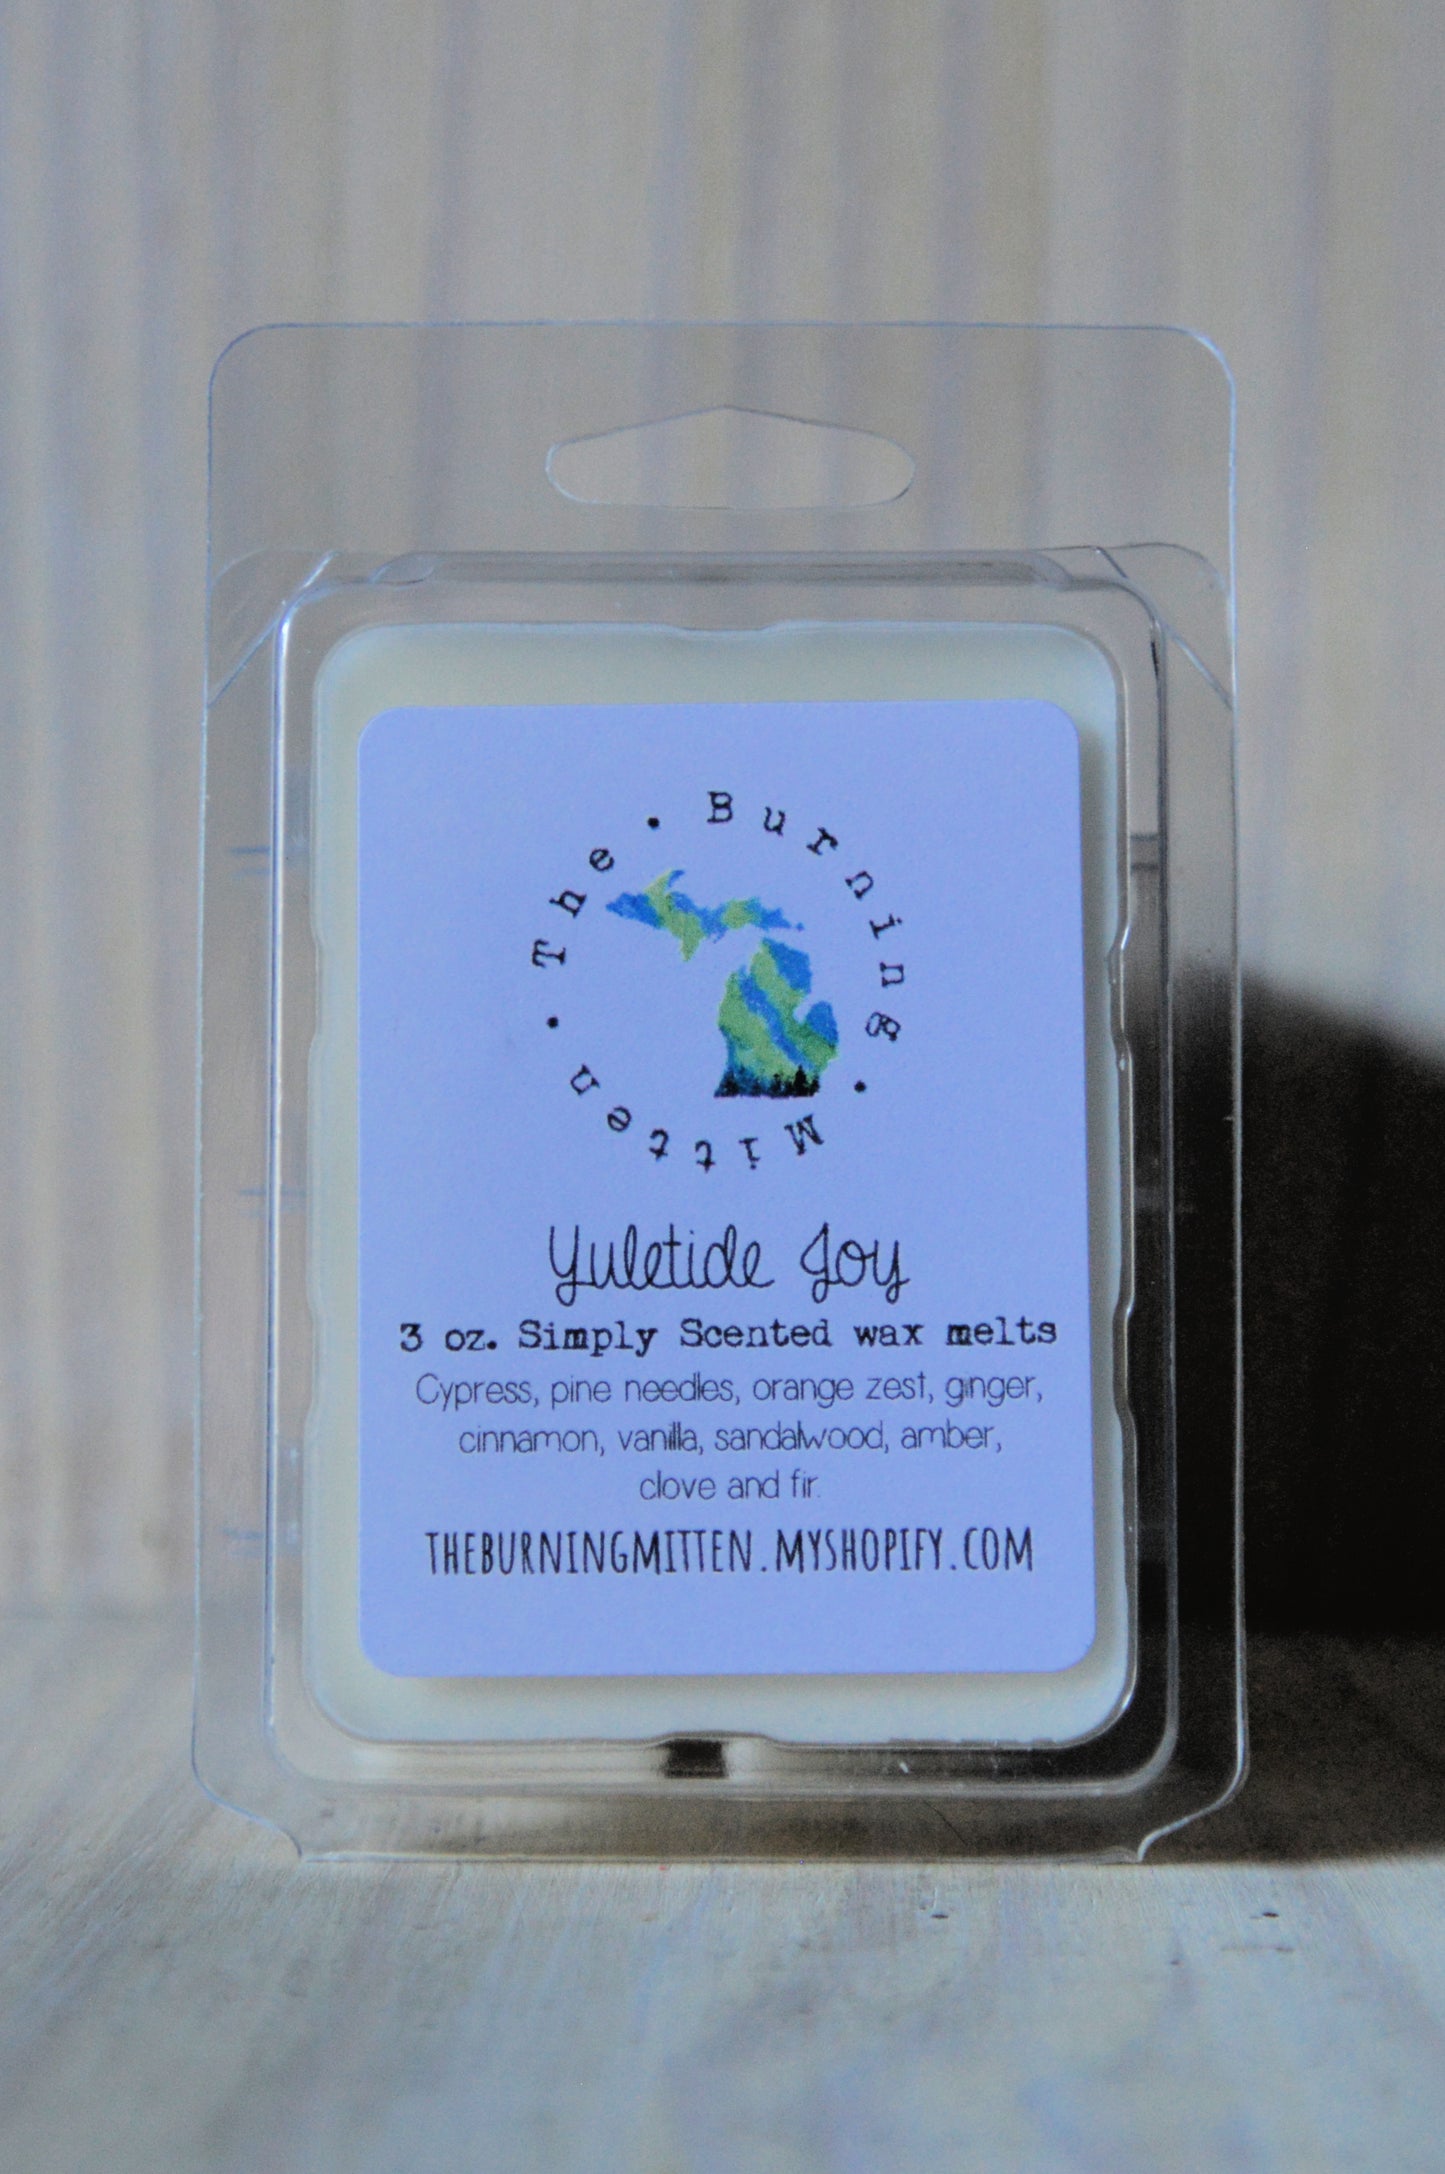 The . Burning . Mitten .
Yuletide Joy
3 oz. Simply Scented wax melts
Cypress, pine needles, orange zest, ginger,
cinnamon, vanilla, sandalwood, amber,
clove and fir.
THEBURNINGMITTEN.MYSHOPIFY.COM